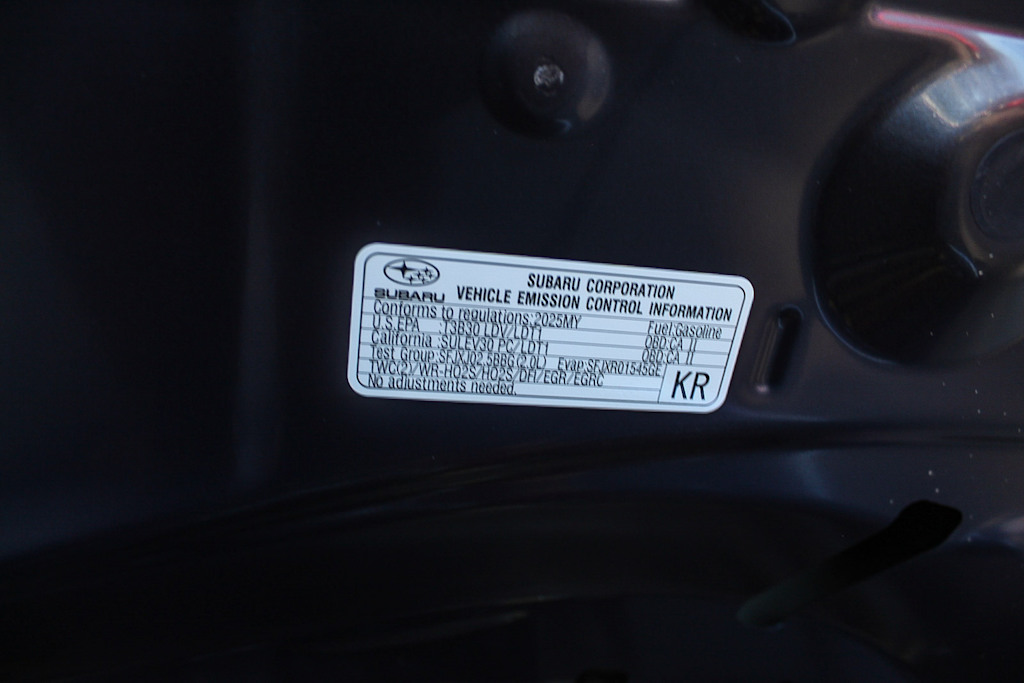 SUBARU
SUBARU CORPORATION
VEHICLE EMISSION CONTROL INFORMATION
Conforms to regulations:2025MY Fuel:Gasoline
U.S.EPA :T3B30 LDV/LDT1 OBD:CA II
California :SULEV30 PC/LDT1 OBD:CA II
Test Group:SFJXJ02.5BBG(2.0L) Evap:SFJXR01545GE
TWC(2)/WR-HO2S/HO2S/DFI/EGR/EGRC
No adjustments needed.
KR